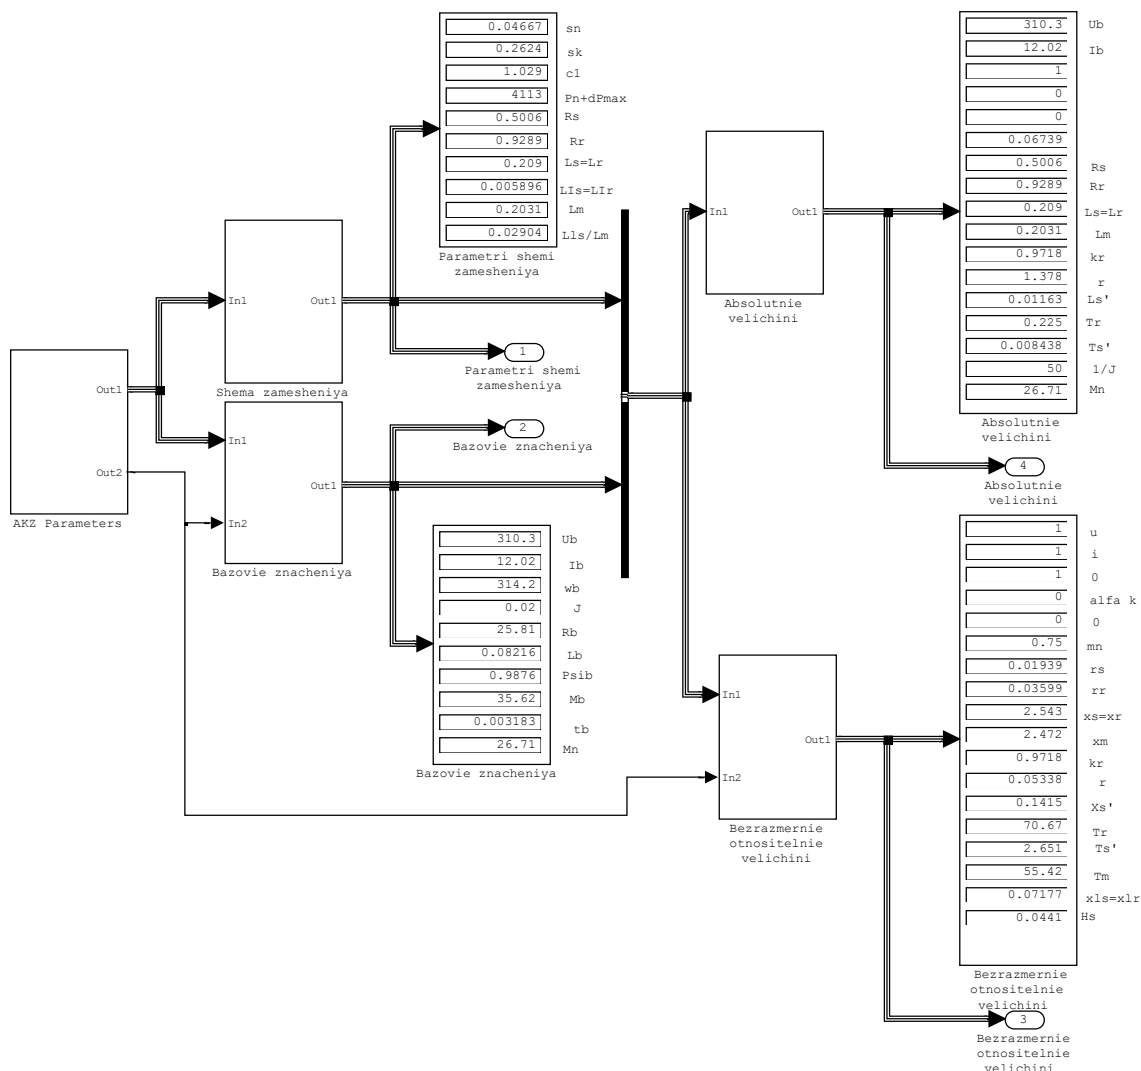 0.04667 sn
0.2624 sk
1.029 c1
4113 Pn+dPmax
0.5006 Rs
0.9289 Rr
0.209 Ls=Lr
0.005896 LIs=LIr
0.2031 Lm
0.02904 Lls/Lm
Parametri shemi
zamesheniya
In1
Out1
Shema zamesheniya
1
Parametri shemi
zamesheniya
Out1
Out2
AKZ Parameters
In1
In2
Out1
Bazovie znacheniya
2
Bazovie znacheniya
310.3 Ub
12.02 Ib
314.2 wb
0.02 J
25.81 Rb
0.08216 Lb
0.9876 Psib
35.62 Mb
0.003183 tb
26.71 Mn
Bazovie znacheniya
In1
Out1
Absolutnie
velichini
310.3 Ub
12.02 Ib
1
0
0
0.06739
0.5006 Rs
0.9289 Rr
0.209 Ls=Lr
0.2031 Lm
0.9718 kr
1.378 r
0.01163 Ls'
0.225 Tr
0.008438 Ts'
50 1/J
26.71 Mn
Absolutnie
velichini
4
Absolutnie
velichini
In1
In2
Out1
Bezrazmernie
otnositelnie
velichini
1 u
1 i
1 0
0 alfa k
0 0
0.75 mn
0.01939 rs
0.03599 rr
2.543 xs=xr
2.472 xm
0.9718 kr
0.05338 r
0.1415 Xs'
70.67 Tr
2.651 Ts'
55.42 Tm
0.07177 xls=xlr
0.0441 Hs
Bezrazmernie
otnositelnie
velichini
3
Bezrazmernie
otnositelnie
velichini